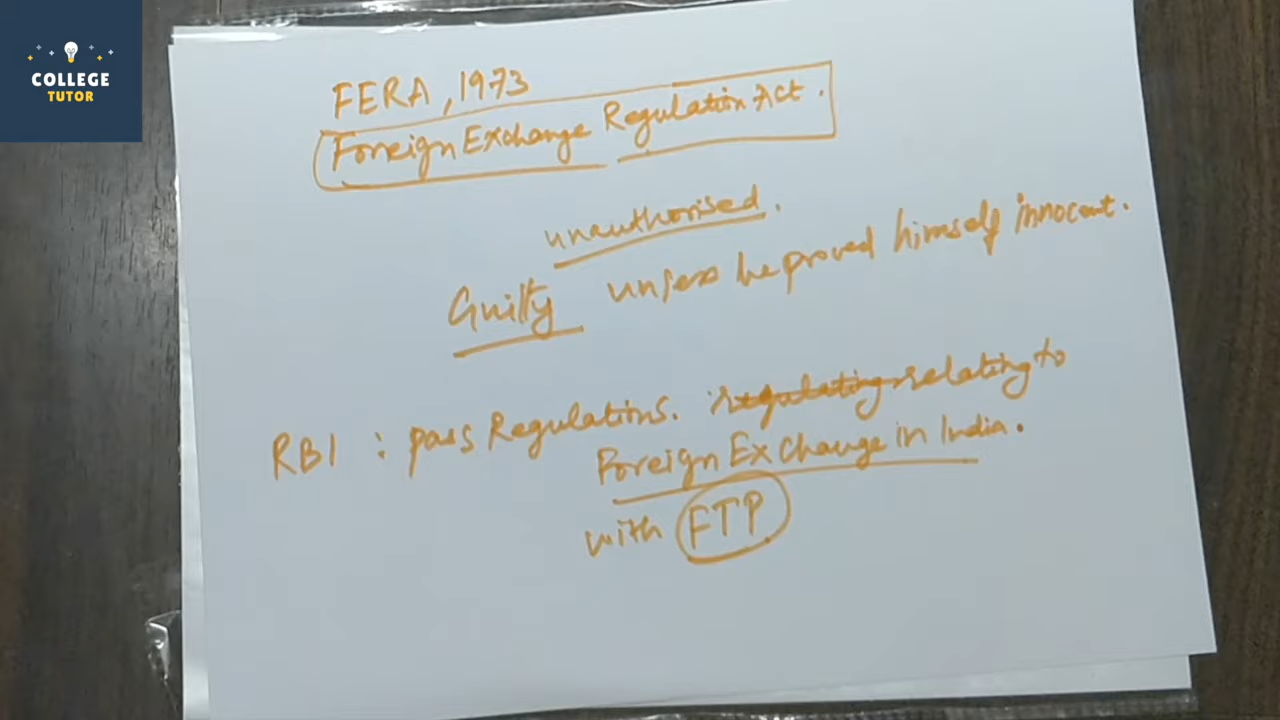 COLLEGE
TUTOR
FERA, 1973
Foreign Exchange Regulation Act.
unauthorised.
Guilty unless he proved himself innocent.
RBI : pass Regulations. regulating relating to
Foreign Exchange in India.
with FTP